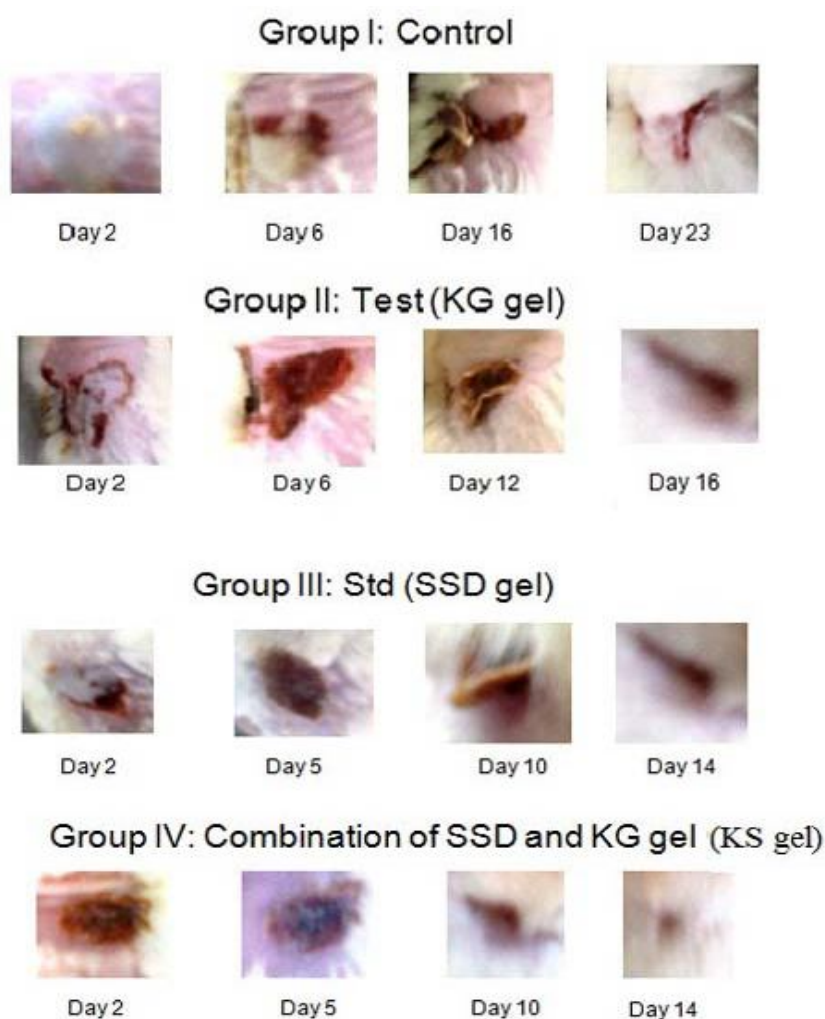 Group I: Control
Day 2 Day 6 Day 16 Day 23
Group II: Test (KG gel)
Day 2 Day 6 Day 12 Day 16
Group III: Std (SSD gel)
Day 2 Day 5 Day 10 Day 14
Group IV: Combination of SSD and KG gel (KS gel)
Day 2 Day 5 Day 10 Day 14